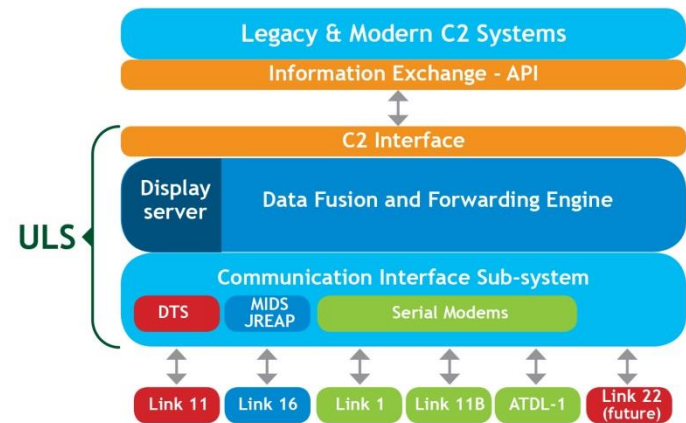 Legacy & Modern C2 Systems
Information Exchange - API
C2 Interface
Display
server
Data Fusion and Forwarding Engine
ULS
Communication Interface Sub-system
DTS
MIDS
JREAP
Serial Modems
Link 11
Link 16
Link 1
Link 11B
ATDL-1
Link 22
(future)